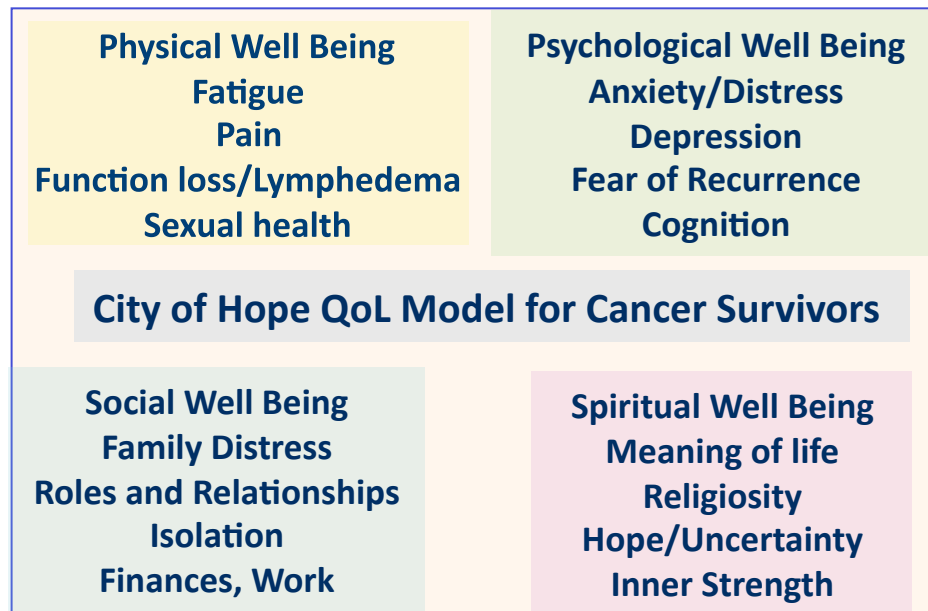 Physical Well Being
Fatigue
Pain
Function loss/Lymphedema
Sexual health
Psychological Well Being
Anxiety/Distress
Depression
Fear of Recurrence
Cognition
City of Hope QoL Model for Cancer Survivors
Social Well Being
Family Distress
Roles and Relationships
Isolation
Finances, Work
Spiritual Well Being
Meaning of life
Religiosity
Hope/Uncertainty
Inner Strength